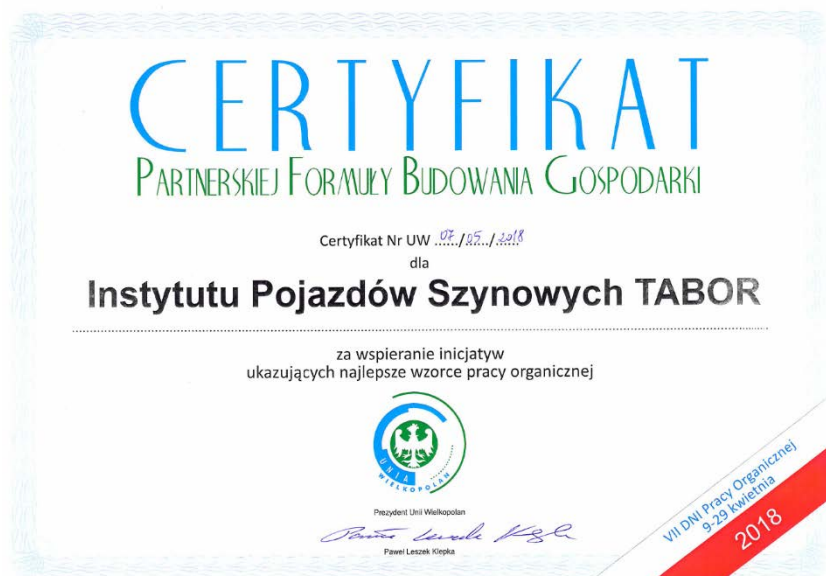 CERTYFIKAT
PARTNERSKIEJ FORMUŁY BUDOWANIA GOSPODARKI
Certyfikat Nr UW 07/05/2018
dla
Instytutu Pojazdów Szynowych TABOR
za wspieranie inicjatyw
ukazujących najlepsze wzorce pracy organicznej
UNIA
WIELKOPOLAN
Prezydent Unii Wielkopolan
Paweł Leszek Klepka
VII DNI Pracy Organicznej
9-29 kwietnia
2018